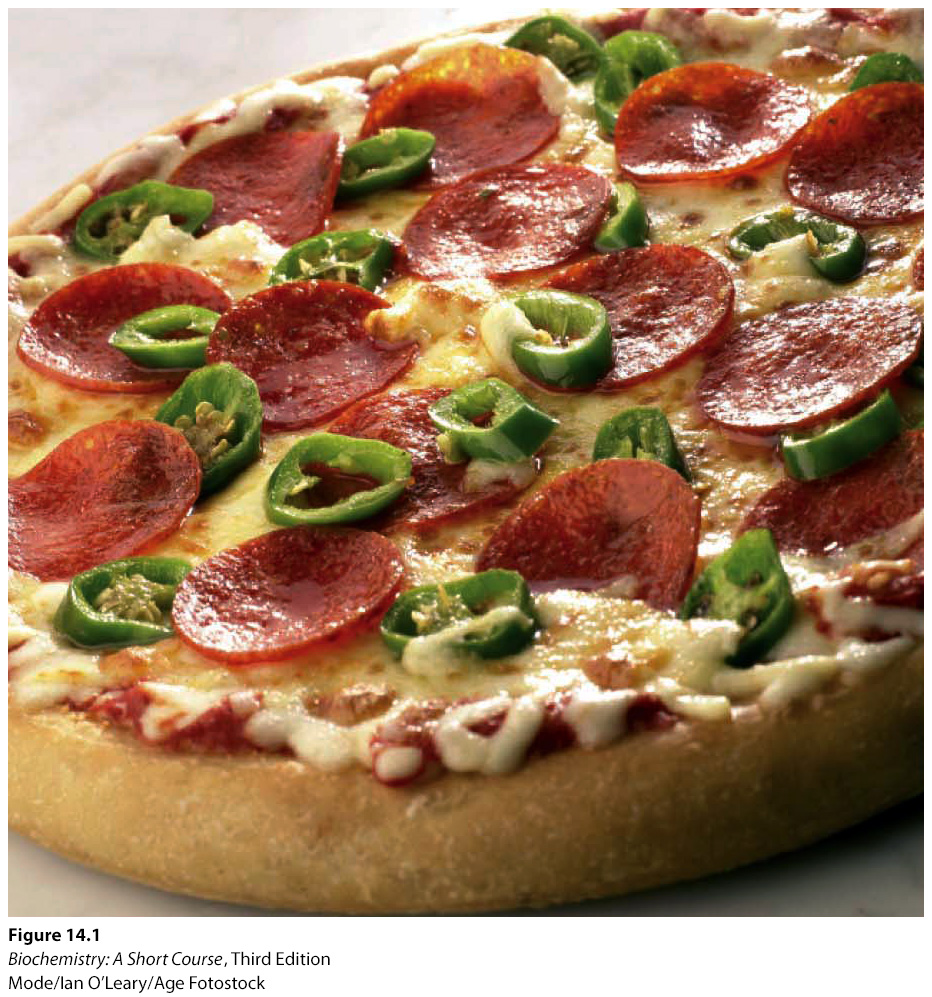 Figure 14.1
Biochemistry: A Short Course, Third Edition
Mode/Ian O’Leary/Age Fotostock